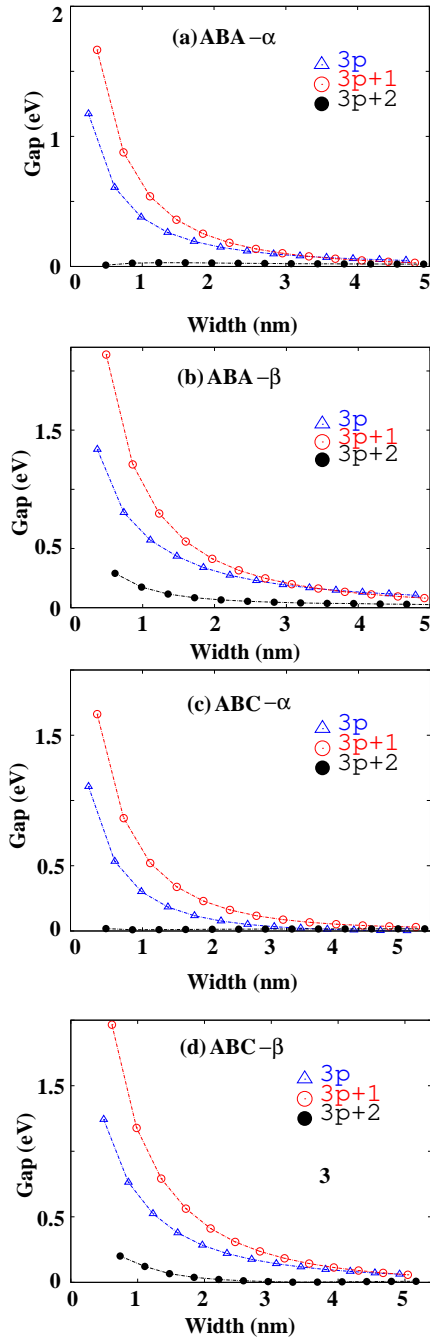 2
(a) ABA−α
3p
3p+1
3p+2
Gap (eV)
1
0
0 1 2 3 4 5
Width (nm)
(b) ABA−β
3p
3p+1
3p+2
Gap (eV)
1.5
0.5
0
0 1 2 3 4 5
Width (nm)
(c) ABC−α
3p
3p+1
3p+2
Gap (eV)
1.5
0.5
0
0 1 2 3 4 5
Width (nm)
(d) ABC−β
3p
3p+1
3p+2
3
Gap (eV)
1.5
0.5
0
0 1 2 3 4 5
Width (nm)